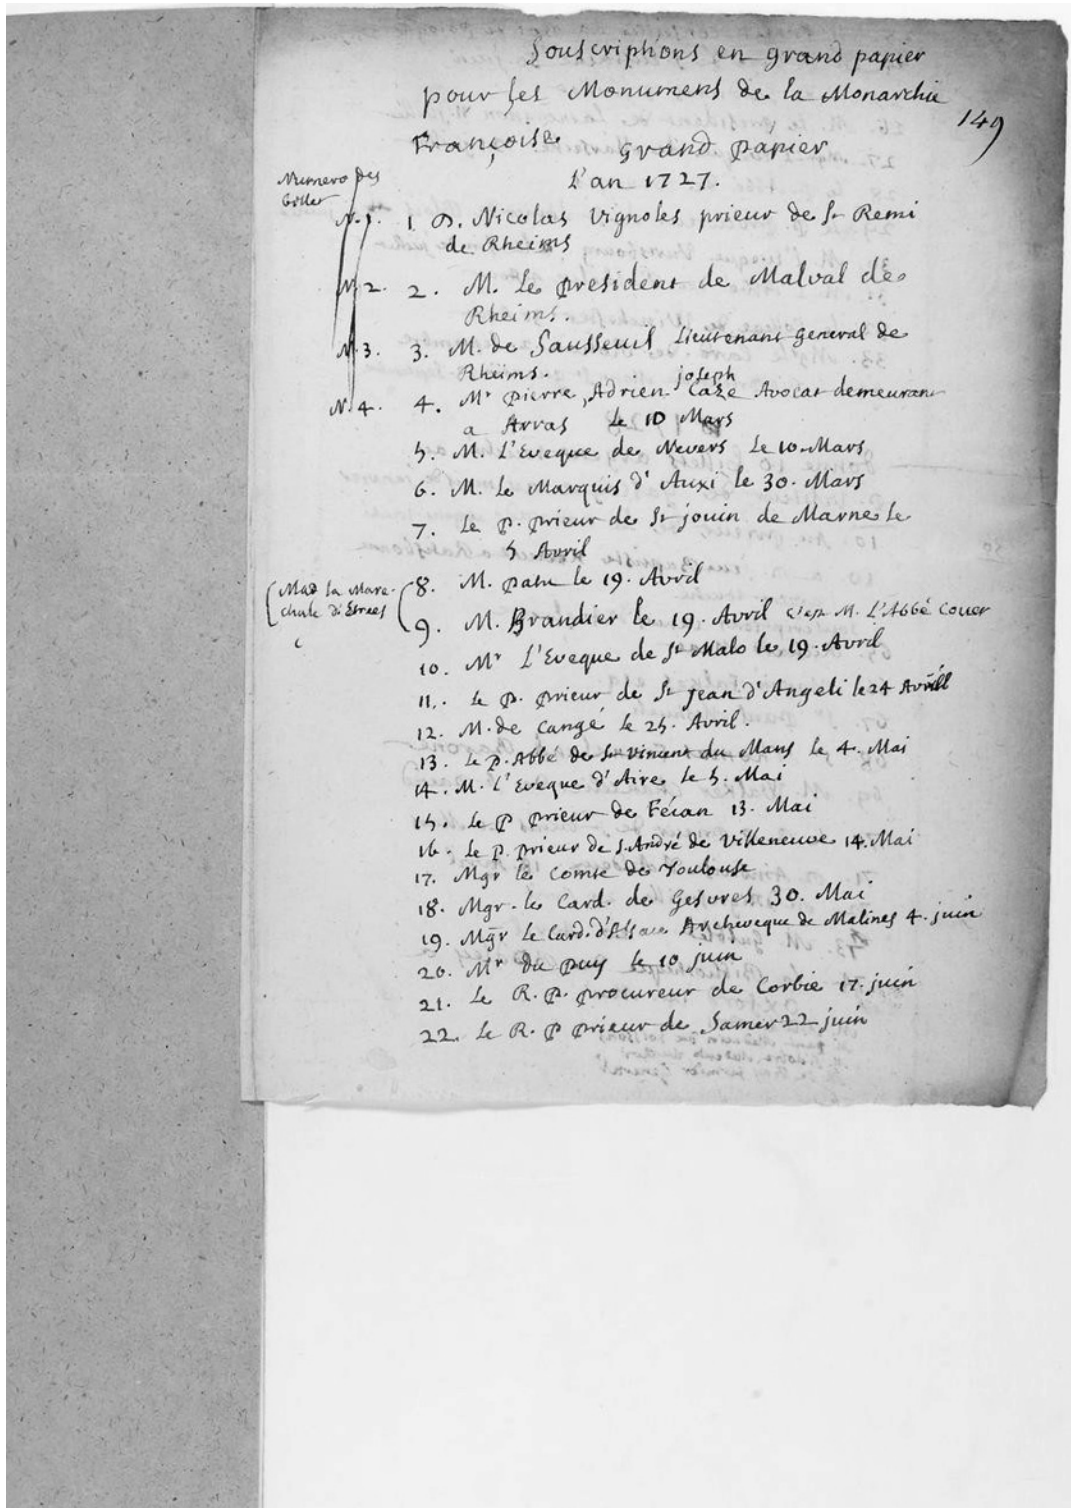 Souscriptions en grand papier
pour les Monumens de la Monarchie
149
Françoise grand papier
L'an 1727.
Numero des
billet
N. 1. 1. D. Nicolas Vignoles prieur de St Remi
de Rheims
N. 2. 2. M. Le president de Malval de
Rheims.
N. 3. 3. M. de Sausseuil Lieutenant general de
Rheims.
joseph
N. 4. 4. Mr pierre, Adrien Caze Avocat demeurant
a Arras le 10 Mars
5. M. L'Eveque de Nevers Le 10. Mars
6. M. Le Marquis d'Auxi le 30. Mars
7. Le p. prieur de St jouin de Marne le
5 Avril
(Mad la Mare-
chale d'Etrees
8. M. patu le 19. Avril
9. M. Brandier le 19. Avril c'est M. L'Abbé Couet
10. Mr L'Eveque de St Malo le 19. Avril
11. Le p. prieur de St jean d'Angeli le 24 Avril
12. M. de Cangé le 25. Avril.
13. Le p. Abbé de St Vincent du Mans le 4. Mai
14. M. L'Eveque d'Aire le 5. Mai
15. Le p prieur de Fécan 13. Mai
16. Le p. prieur de S. André de Villeneuve 14. Mai
17. Mgr le Comte de Toulouse
18. Mgr. le Card. de Gesvres 30. Mai
19. Mgr le Card. d'Alsace Archeveque de Malines 4. juin
20. Mr du puy le 10 juin
21. Le R. P. procureur de Corbie 17. juin
22. Le R. P prieur de Samer 22 juin